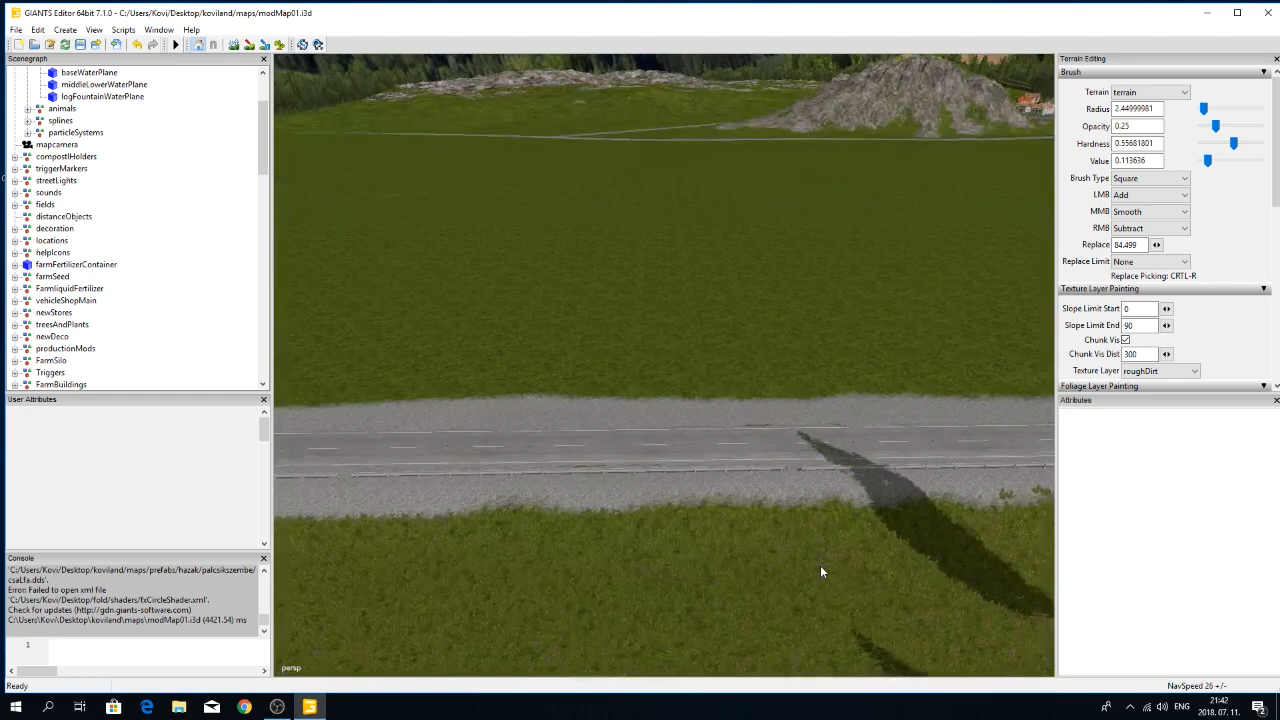 GIANTS Editor 64bit 7.1.0 - C:/Users/Kovi/Desktop/koviland/maps/modMap01.i3d
File Edit Create View Scripts Window Help
Scenegraph
baseWaterPlane
middleLowerWaterPlane
logFountainWaterPlane
animals
splines
particleSystems
mapcamera
compostHolders
triggerMarkers
streetLights
sounds
fields
distanceObjects
decoration
locations
helpIcons
farmFertilizerContainer
farmSeed
FarmliquidFertilizer
vehicleShopMain
newStores
treesAndPlants
newDeco
productionMods
FarmSilo
Triggers
FarmBuildings
User Attributes
Console
'C:/Users/Kovi/Desktop/koviland/maps/prefabs/hazak/palcsikszembe/
csaLfa.dds'.
Error: Failed to open xml file
'C:/Users/Kovi/Desktop/fold/shaders/fxCircleShader.xml'.
Check for updates (http://gdn.giants-software.com)
C:\Users\Kovi\Desktop\koviland\maps\modMap01.i3d (4421.54) ms
1
Ready
persp
Terrain Editing
Brush
Terrain terrain
Radius 2.44999981
Opacity 0.25
Hardness 0.55681801
Value 0.113636
Brush Type Square
LMB Add
MMB Smooth
RMB Subtract
Replace 84.499
Replace Limit None
Replace Picking: CRTL-R
Texture Layer Painting
Slope Limit Start 0
Slope Limit End 90
Chunk Vis
Chunk Vis Dist 300
Texture Layer roughDirt
Foliage Layer Painting
Attributes
NavSpeed 26 +/-
ENG
21:42
2018. 07. 11.
2